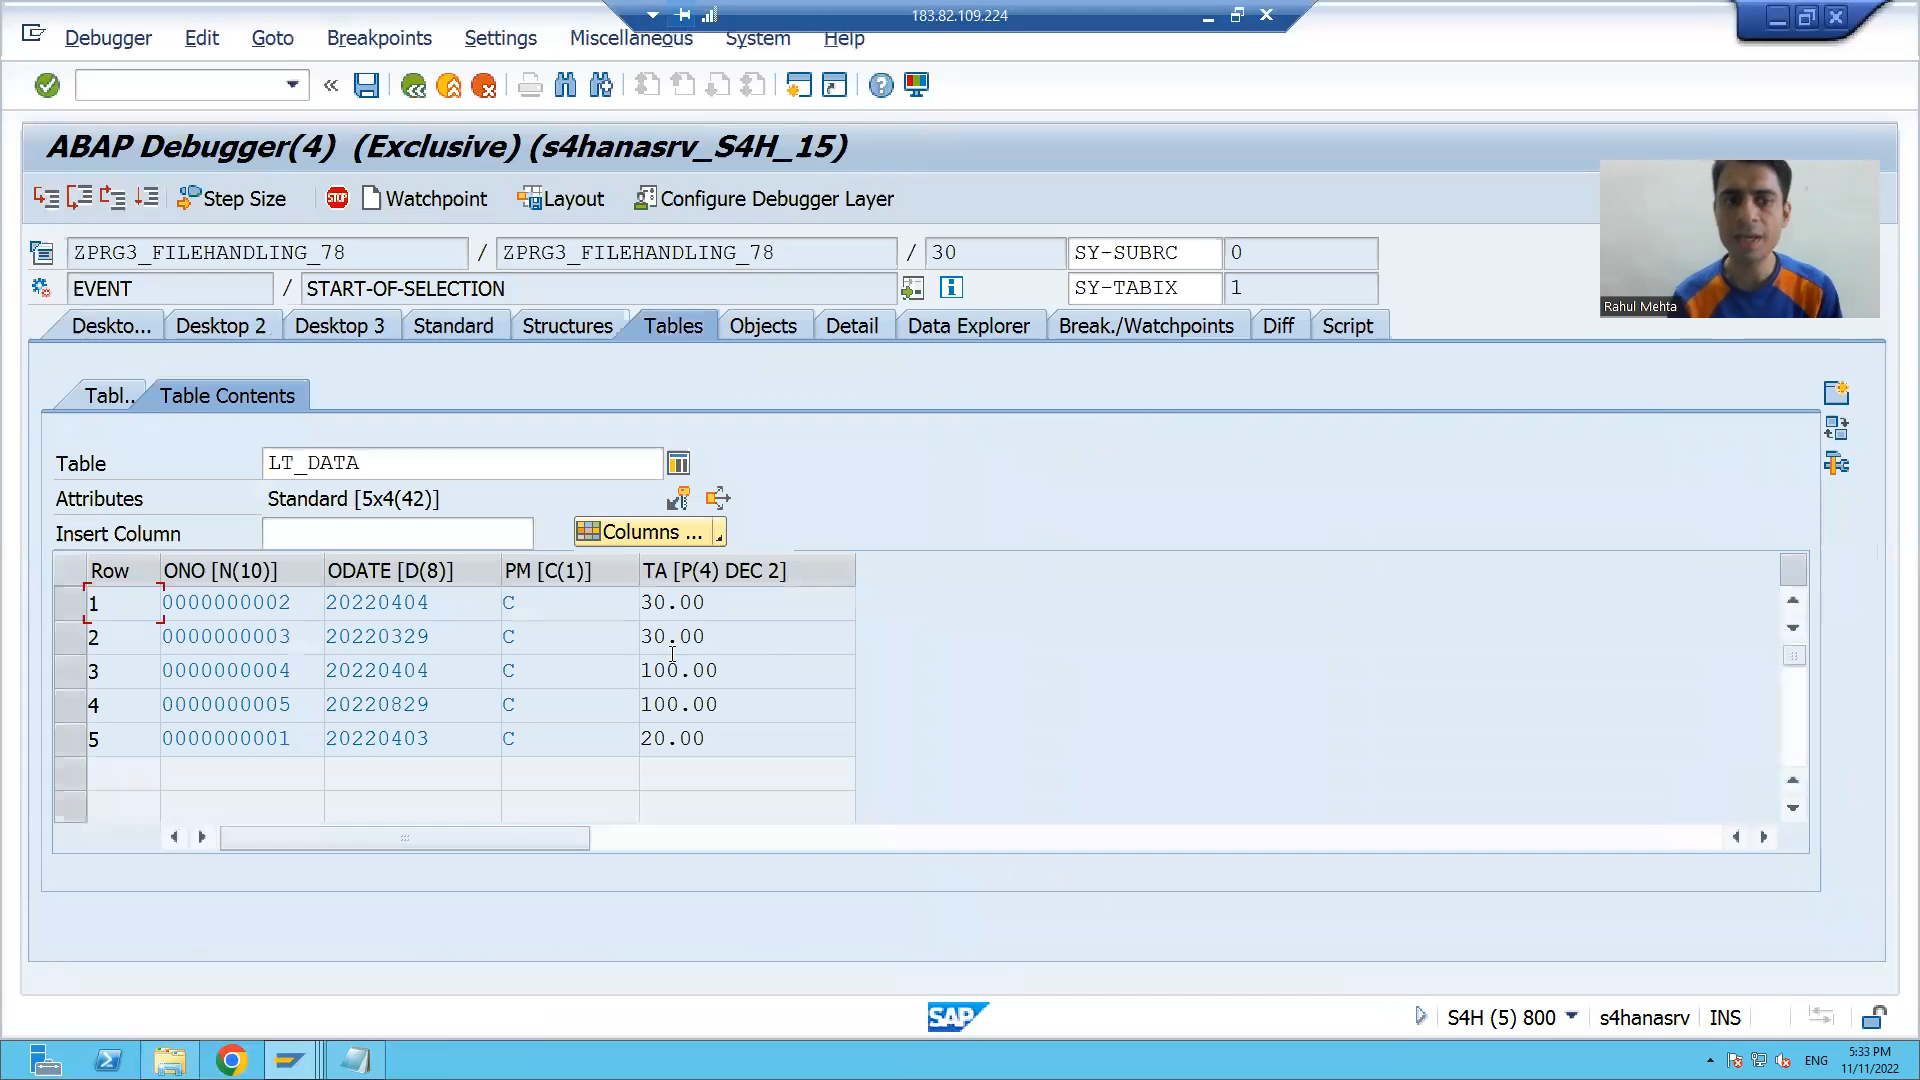 183.82.109.224
Debugger Edit Goto Breakpoints Settings Miscellaneous System Help
ABAP Debugger(4) (Exclusive) (s4hanasrv_S4H_15)
Step Size STOP Watchpoint Layout Configure Debugger Layer
ZPRG3_FILEHANDLING_78 / ZPRG3_FILEHANDLING_78 / 30 SY-SUBRC 0
EVENT / START-OF-SELECTION SY-TABIX 1
Rahul Mehta
Deskto... Desktop 2 Desktop 3 Standard Structures Tables Objects Detail Data Explorer Break./Watchpoints Diff Script
Tabl.. Table Contents
Table LT_DATA
Attributes Standard [5x4(42)]
Insert Column Columns ...
Row ONO [N(10)] ODATE [D(8)] PM [C(1)] TA [P(4) DEC 2]
1 0000000002 20220404 C 30.00
2 0000000003 20220329 C 30.00
3 0000000004 20220404 C 100.00
4 0000000005 20220829 C 100.00
5 0000000001 20220403 C 20.00
SAP S4H (5) 800 s4hanasrv INS
ENG 5:33 PM
11/11/2022